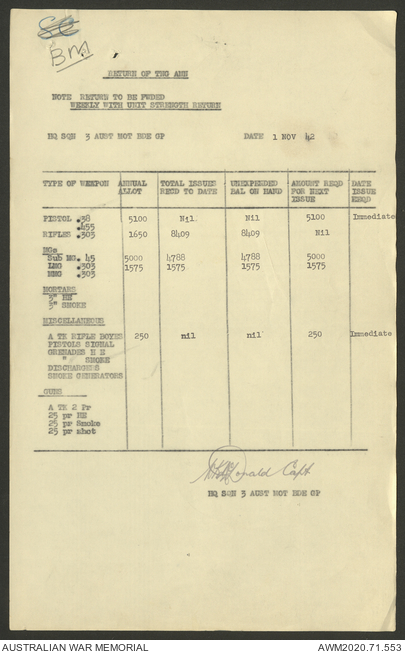 BM
RETURN OF TNG AMN
NOTE RETURN TO BE FWDED
WEEKLY WITH UNIT STRENGTH RETURN
HQ SQN 3 AUST MOT BDE GP DATE 1 NOV 42
TYPE OF WEAPON ANNUAL ALLOT TOTAL ISSUES RECD TO DATE UNEXPENDED BAL ON HAND AMOUNT REQD FOR NEXT ISSUE DATE ISSUE REQD
PISTOL .38 5100 Nil Nil 5100 Immediate
.455
RIFLES .303 1650 8409 8409 Nil
MGs
Sub MG .45 5000 4788 4788 5000
LMG .303 1575 1575 1575 1575
MMG .303
MORTARS
3" HE
3" SMOKE
MISCELLANEOUS
A TK RIFLE BOYES 250 nil nil 250 Immediate
PISTOLS SIGNAL
GRENADES H E
" SMOKE
DISCHARGERS
SMOKE GENERATORS
GUNS
A TK 2 Pr
25 pr HE
25 pr Smoke
25 pr shot
Capt
HQ SQN 3 AUST MOT BDE GP
AUSTRALIAN WAR MEMORIAL AWM2020.71.553